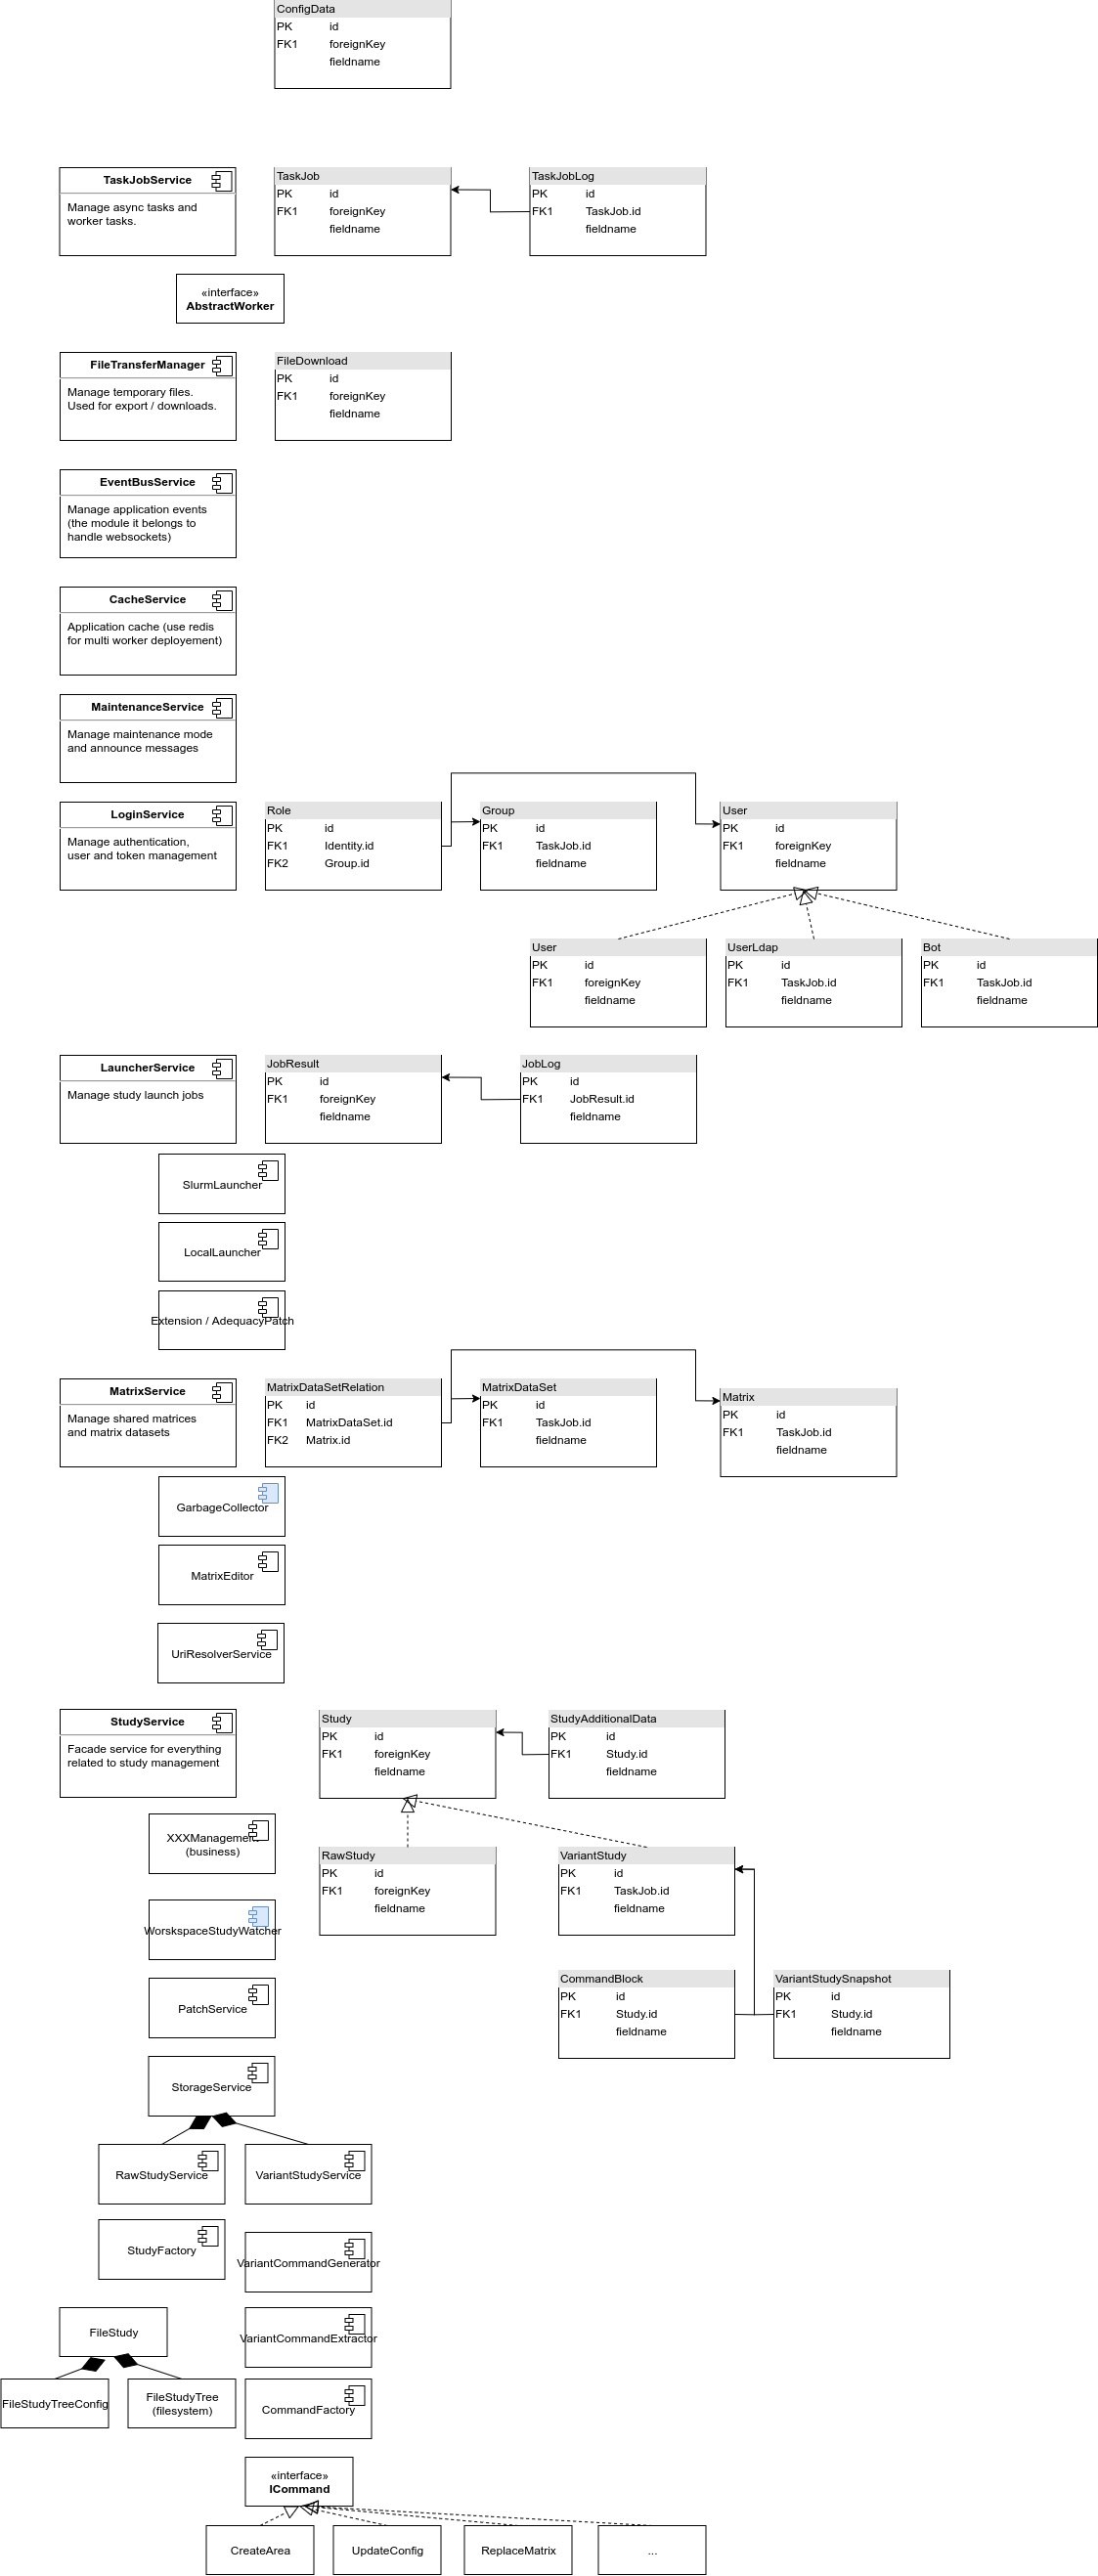 ConfigData
PK id
FK1 foreignKey
fieldname
TaskJobService
Manage async tasks and
worker tasks.
TaskJob
PK id
FK1 foreignKey
fieldname
TaskJobLog
PK id
FK1 TaskJob.id
fieldname
«interface»
AbstractWorker
FileTransferManager
Manage temporary files.
Used for export / downloads.
FileDownload
PK id
FK1 foreignKey
fieldname
EventBusService
Manage application events
(the module it belongs to
handle websockets)
CacheService
Application cache (use redis
for multi worker deployement)
MaintenanceService
Manage maintenance mode
and announce messages
LoginService
Manage authentication,
user and token management
Role
PK id
FK1 Identity.id
FK2 Group.id
Group
PK id
FK1 TaskJob.id
fieldname
User
PK id
FK1 foreignKey
fieldname
User
PK id
FK1 foreignKey
fieldname
UserLdap
PK id
FK1 TaskJob.id
fieldname
Bot
PK id
FK1 TaskJob.id
fieldname
LauncherService
Manage study launch jobs
JobResult
PK id
FK1 foreignKey
fieldname
JobLog
PK id
FK1 JobResult.id
fieldname
SlurmLauncher
LocalLauncher
Extension / AdequacyPatch
MatrixService
Manage shared matrices
and matrix datasets
MatrixDataSetRelation
PK id
FK1 MatrixDataSet.id
FK2 Matrix.id
MatrixDataSet
PK id
FK1 TaskJob.id
fieldname
Matrix
PK id
FK1 TaskJob.id
fieldname
GarbageCollector
MatrixEditor
UriResolverService
StudyService
Facade service for everything
related to study management
Study
PK id
FK1 foreignKey
fieldname
StudyAdditionalData
PK id
FK1 Study.id
fieldname
XXXManagement
(business)
RawStudy
PK id
FK1 foreignKey
fieldname
VariantStudy
PK id
FK1 TaskJob.id
fieldname
WorskspaceStudyWatcher
PatchService
CommandBlock
PK id
FK1 Study.id
fieldname
VariantStudySnapshot
PK id
FK1 Study.id
fieldname
StorageService
RawStudyService
VariantStudyService
StudyFactory
VariantCommandGenerator
FileStudy
VariantCommandExtractor
FileStudyTreeConfig
FileStudyTree
(filesystem)
CommandFactory
«interface»
ICommand
CreateArea
UpdateConfig
ReplaceMatrix
...